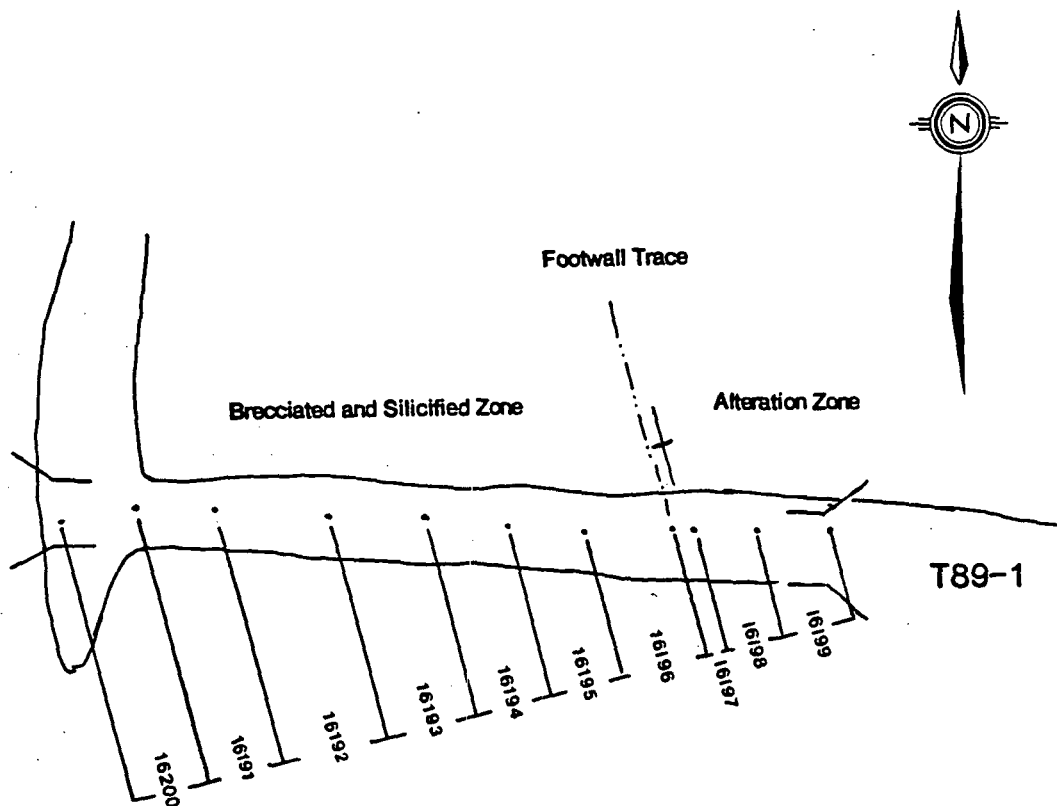 N
Footwall Trace
Brecciated and Silicified Zone
Alteration Zone
T89-1
16200
16191
16192
16193
16194
16195
16196
16197
16198
16199